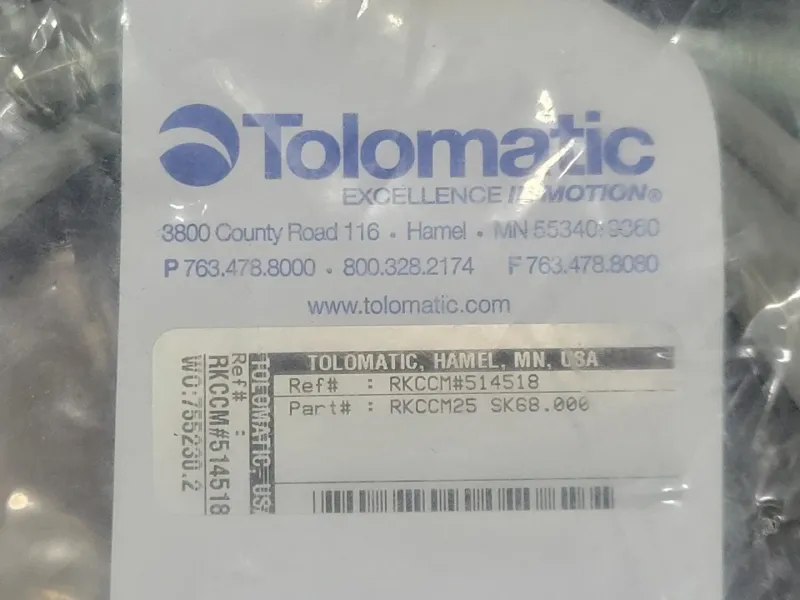 Tolomatic
EXCELLENCE IN MOTION®
3800 County Road 116 • Hamel • MN 55340-9360
P 763.478.8000 • 800.328.2174 F 763.478.8080
www.tolomatic.com
TOLOMATIC, HAMEL, MN, USA
Ref# : RKCCM#514518
Part# : RKCCM25 SK68.000
TOLOMATIC, US
Ref# :
RKCCM#514518
WO:755230.2